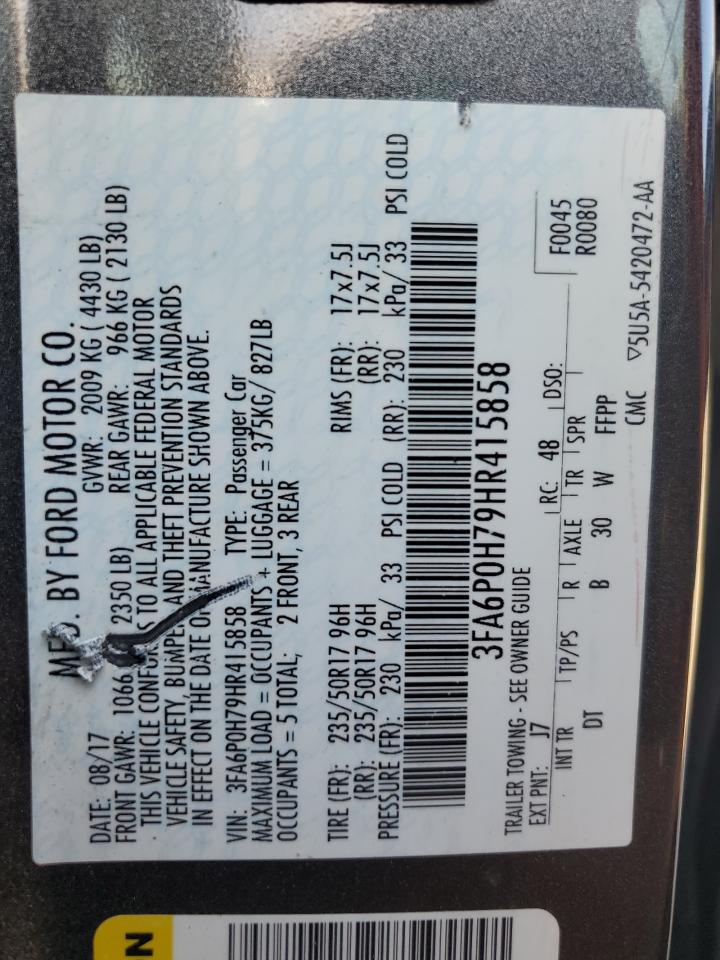 MFD. BY FORD MOTOR CO.
DATE: 08/17 GVWR: 2009 KG ( 4430 LB)
FRONT GAWR: 1066 2350 LB) REAR GAWR: 966 KG ( 2130 LB)
THIS VEHICLE CONF S TO ALL APPLICABLE FEDERAL MOTOR
VEHICLE SAFETY, BUMPE AND THEFT PREVENTION STANDARDS
IN EFFECT ON THE DATE O ANUFACTURE SHOWN ABOVE.
VIN: 3FA6P0H79HR415858 TYPE: Passenger Car
MAXIMUM LOAD = OCCUPANTS + LUGGAGE = 375KG/ 827LB
OCCUPANTS = 5 TOTAL; 2 FRONT, 3 REAR
TIRE (FR): 235/50R17 96H RIMS (FR): 17x7.5J
(RR): 235/50R17 96H (RR): 17x7.5J
PRESSURE (FR): 230 kPa/ 33 PSI COLD (RR): 230 kPa/ 33 PSI COLD
3FA6P0H79HR415858
TRAILER TOWING - SEE OWNER GUIDE F0045
EXT PNT: J7 RC: 48 DSO: R0080
INT TR TP/PS R AXLE TR SPR
DT B 30 W FFPP
CMC ▽5U5A-5420472-AA
N